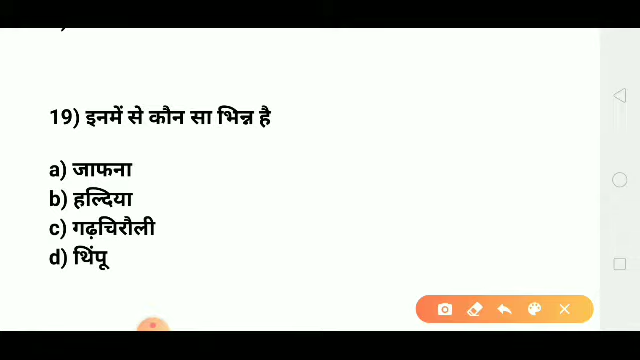 19) इनमें से कौन सा भिन्न है
a) जाफना
b) हल्दिया
c) गढ़चिरौली
d) थिंपू